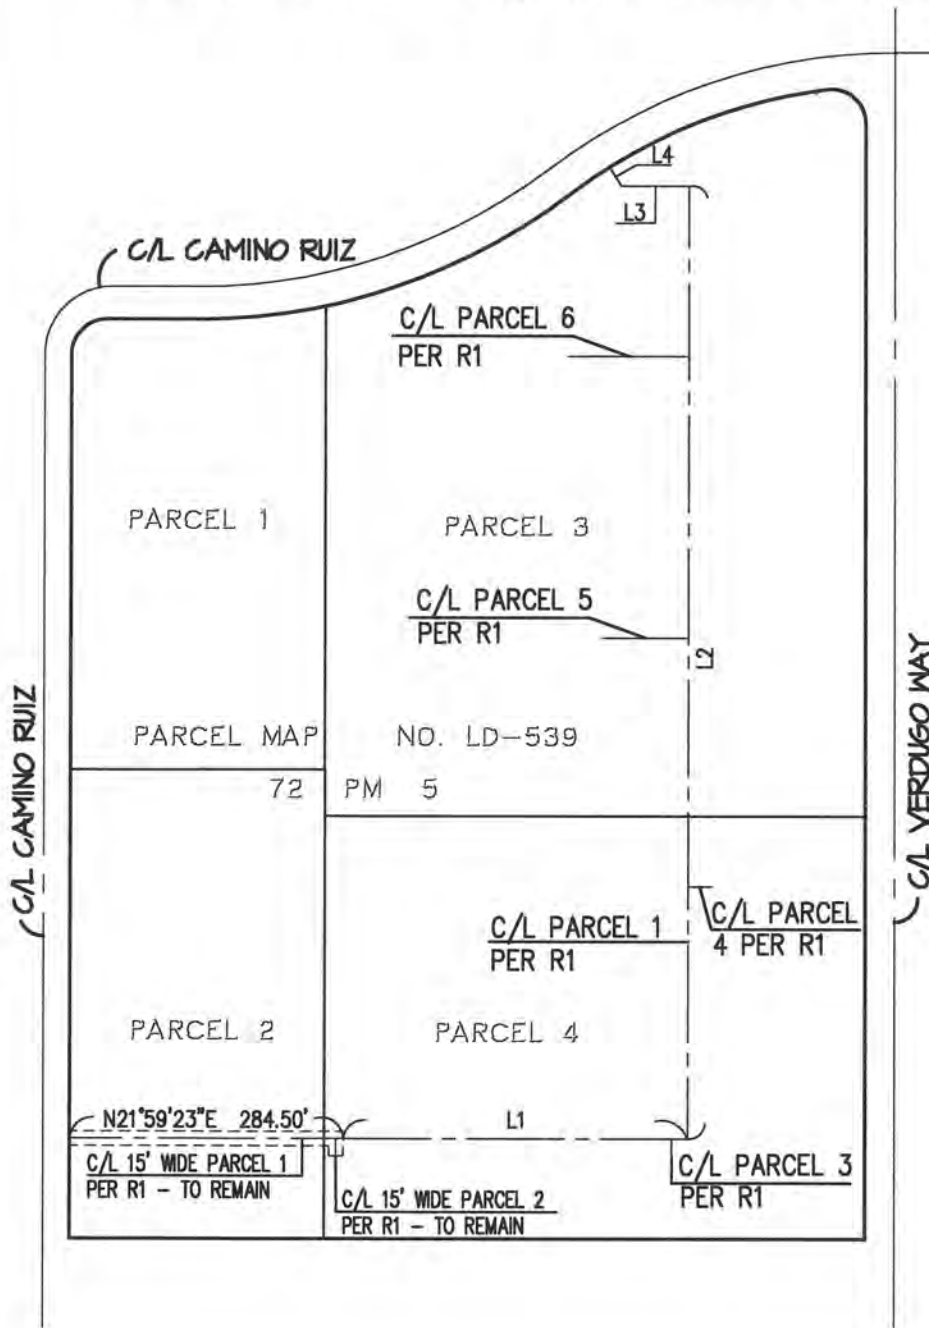 L4
L3
C/L CAMINO RUIZ
C/L PARCEL 6
PER R1
PARCEL 1
PARCEL 3
C/L PARCEL 5
PER R1
L2
C/L CAMINO RUIZ
C/L VERDUGO WAY
PARCEL MAP NO. LD-539
72 PM 5
C/L PARCEL 1
PER R1
C/L PARCEL
4 PER R1
PARCEL 2
PARCEL 4
N21°59'23"E 284.50'
L1
C/L 15' WIDE PARCEL 1
PER R1 - TO REMAIN
C/L PARCEL 3
PER R1
C/L 15' WIDE PARCEL 2
PER R1 - TO REMAIN